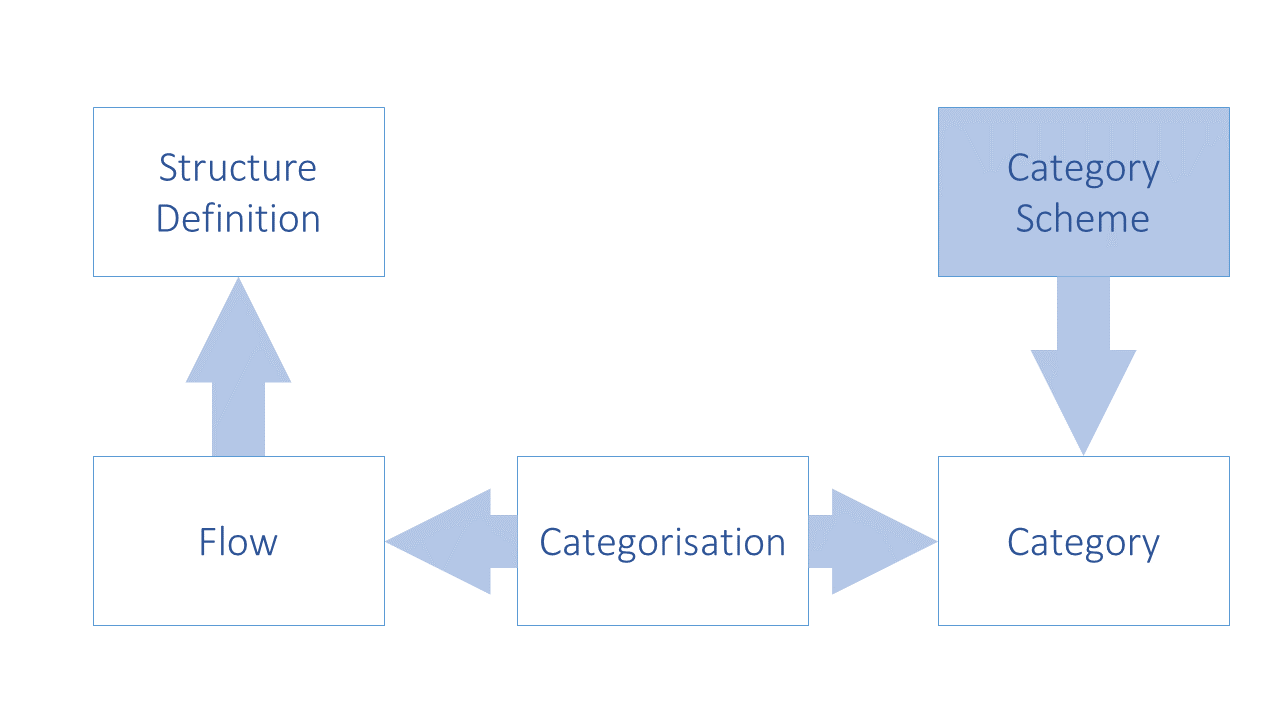 Structure
Definition
Category
Scheme
Flow
Categorisation
Category